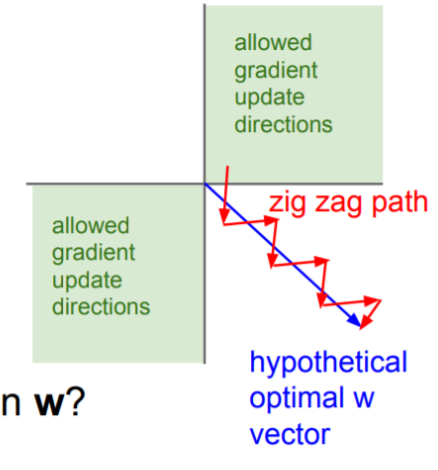 allowed
gradient
update
directions
zig zag path
allowed
gradient
update
directions
hypothetical
optimal w
vector
n w?